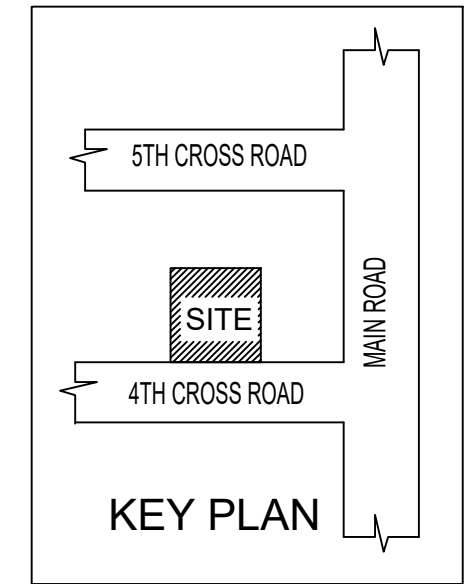 5TH CROSS ROAD
MAIN ROAD
SITE
4TH CROSS ROAD
KEY PLAN